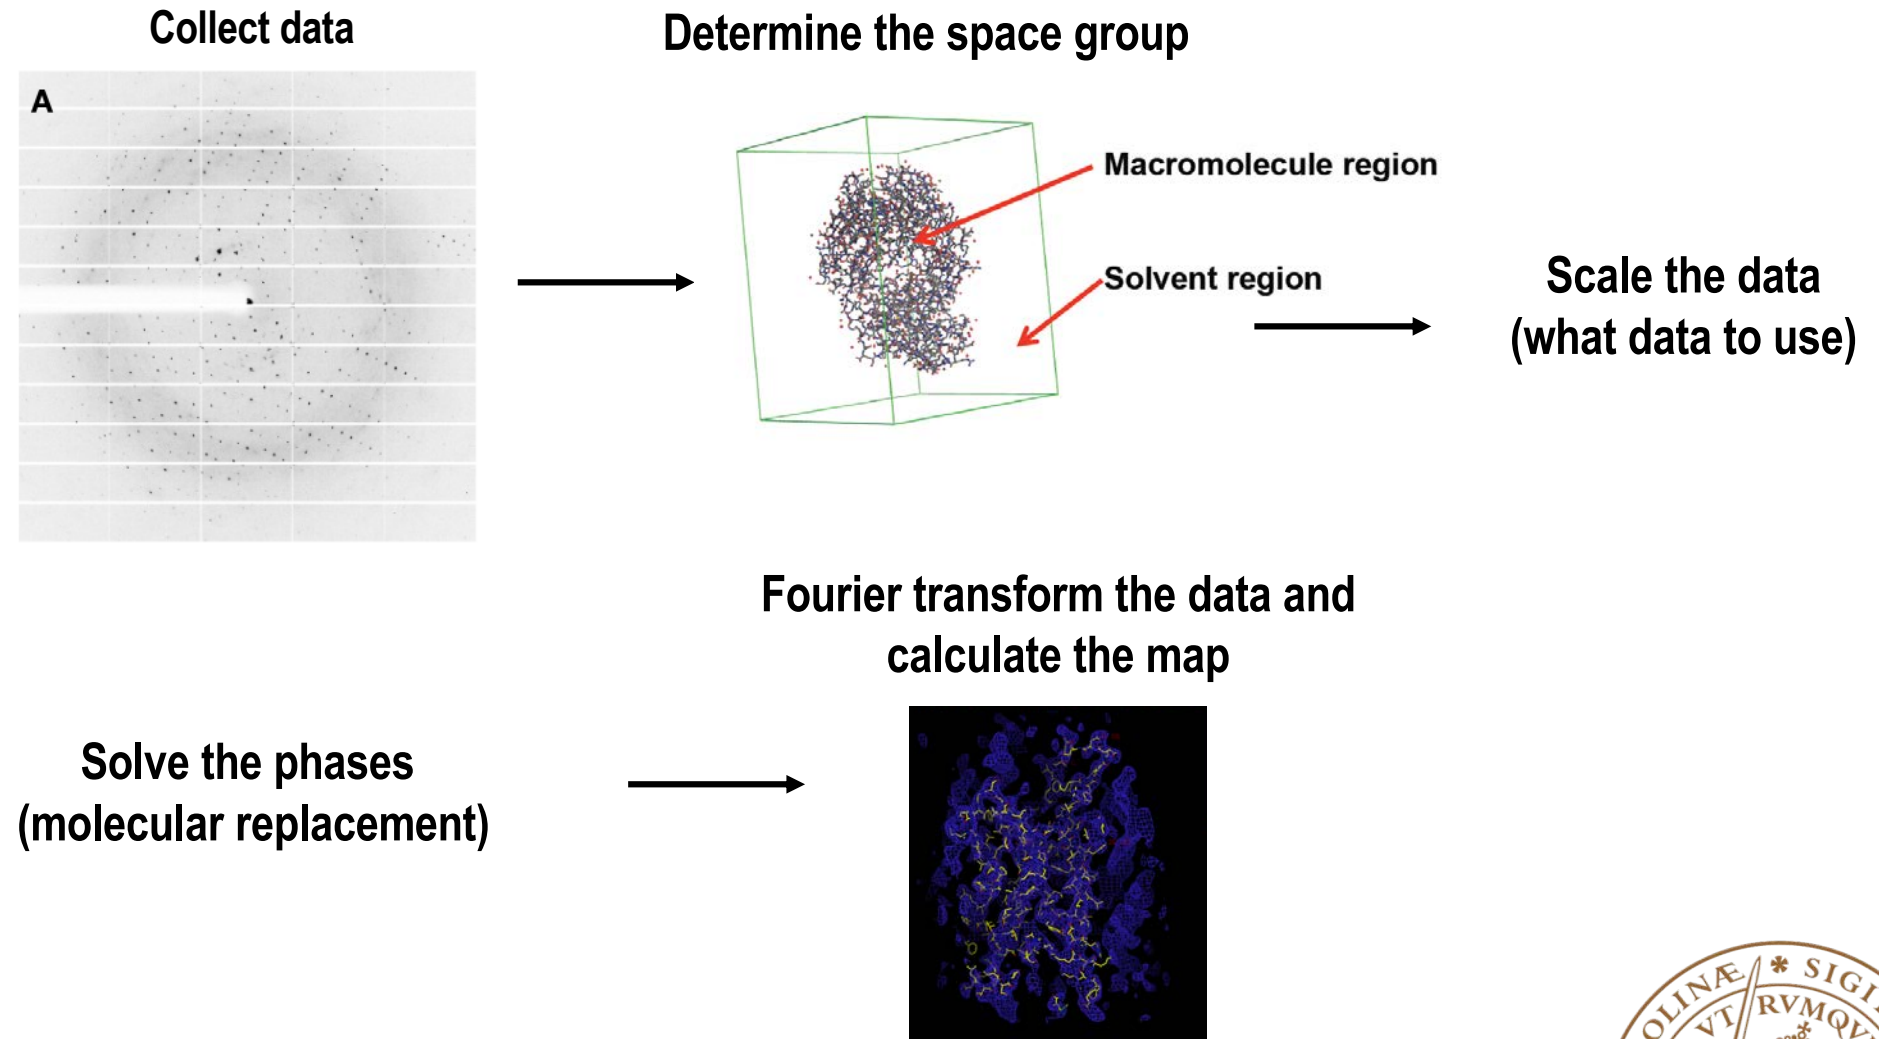 Collect data
Determine the space group
A
Macromolecule region
Solvent region
Scale the data
(what data to use)
Fourier transform the data and
calculate the map
Solve the phases
(molecular replacement)